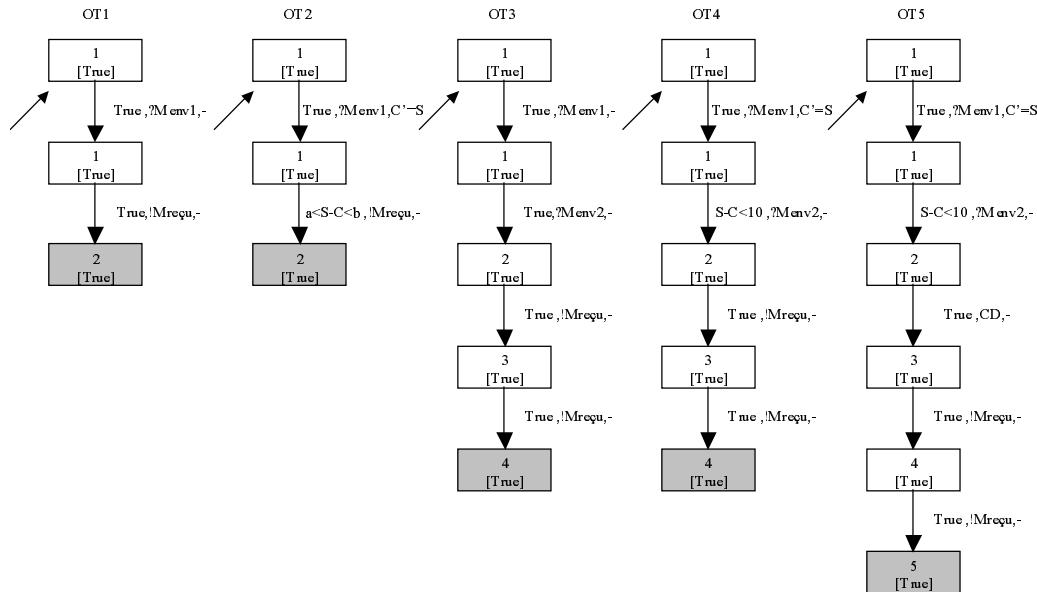 OT1
1
[True]
True,?Menv1,-
1
[True]
True,!Mreçu,-
2
[True]
OT2
1
[True]
True,?Menv1,C'=S
1
[True]
a<S-C<b,!Mreçu,-
2
[True]
OT3
1
[True]
True,?Menv1,-
1
[True]
True,?Menv2,-
2
[True]
True,!Mreçu,-
3
[True]
True,!Mreçu,-
4
[True]
OT4
1
[True]
True,?Menv1,C'=S
1
[True]
S-C<10,?Menv2,-
2
[True]
True,!Mreçu,-
3
[True]
True,!Mreçu,-
4
[True]
OT5
1
[True]
True,?Menv1,C'=S
1
[True]
S-C<10,?Menv2,-
2
[True]
True,CD,-
3
[True]
True,!Mreçu,-
4
[True]
True,!Mreçu,-
5
[True]